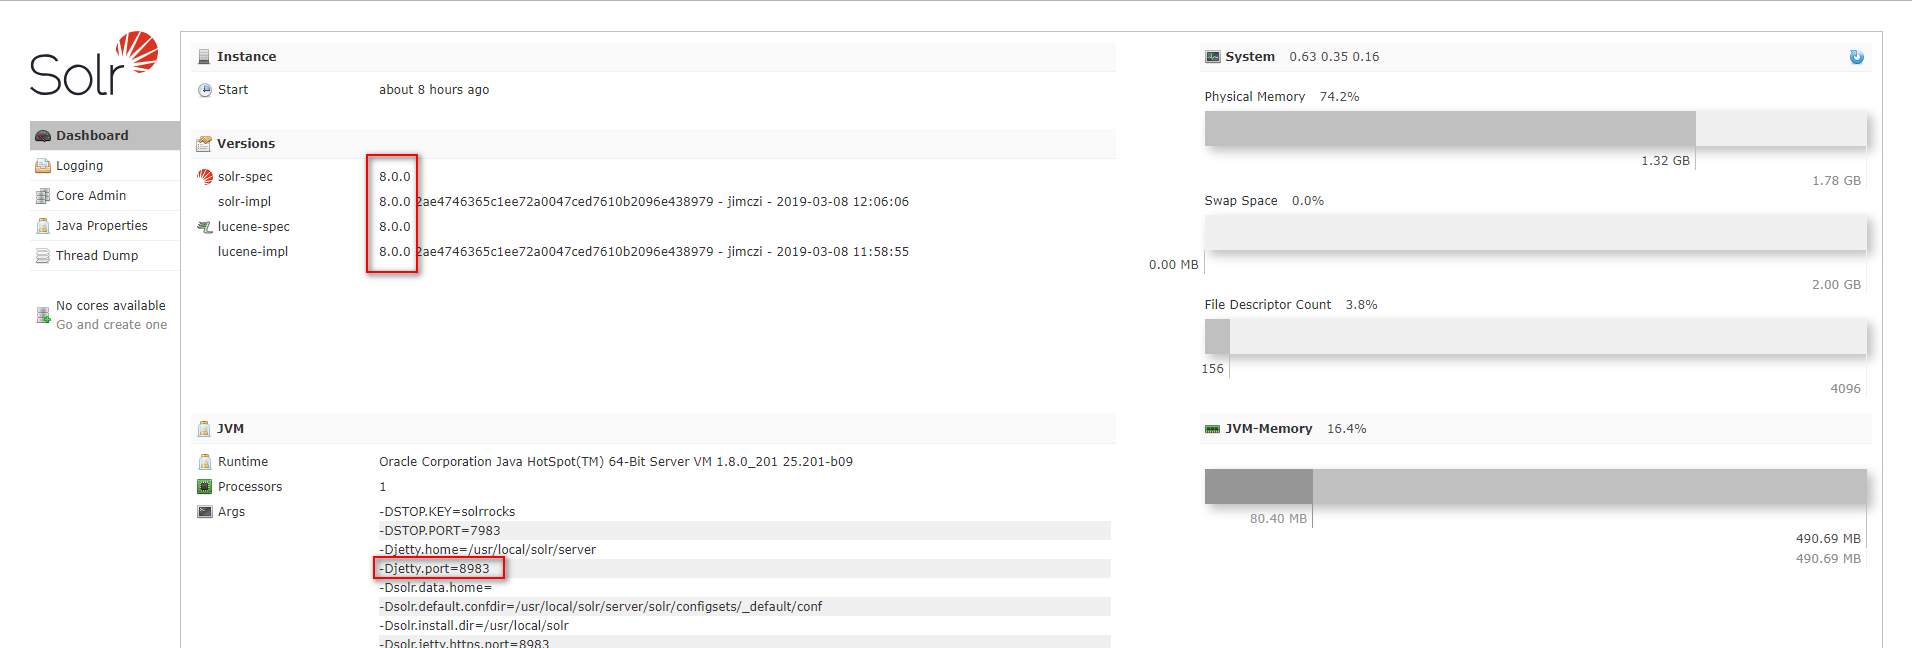 Solr
Dashboard
Logging
Core Admin
Java Properties
Thread Dump
No cores available
Go and create one
Instance
Start about 8 hours ago
Versions
solr-spec 8.0.0
solr-impl 8.0.0 2ae4746365c1ee72a0047ced7610b2096e438979 - jimczi - 2019-03-08 12:06:06
lucene-spec 8.0.0
lucene-impl 8.0.0 2ae4746365c1ee72a0047ced7610b2096e438979 - jimczi - 2019-03-08 11:58:55
JVM
Runtime Oracle Corporation Java HotSpot(TM) 64-Bit Server VM 1.8.0_201 25.201-b09
Processors 1
Args -DSTOP.KEY=solrrocks
-DSTOP.PORT=7983
-Djetty.home=/usr/local/solr/server
-Djetty.port=8983
-Dsolr.data.home=
-Dsolr.default.confdir=/usr/local/solr/server/solr/configsets/_default/conf
-Dsolr.install.dir=/usr/local/solr
-Dsolr.jetty.https.port=8983
System 0.63 0.35 0.16
Physical Memory 74.2%
1.32 GB
1.78 GB
Swap Space 0.0%
0.00 MB
2.00 GB
File Descriptor Count 3.8%
156
4096
JVM-Memory 16.4%
80.40 MB
490.69 MB
490.69 MB